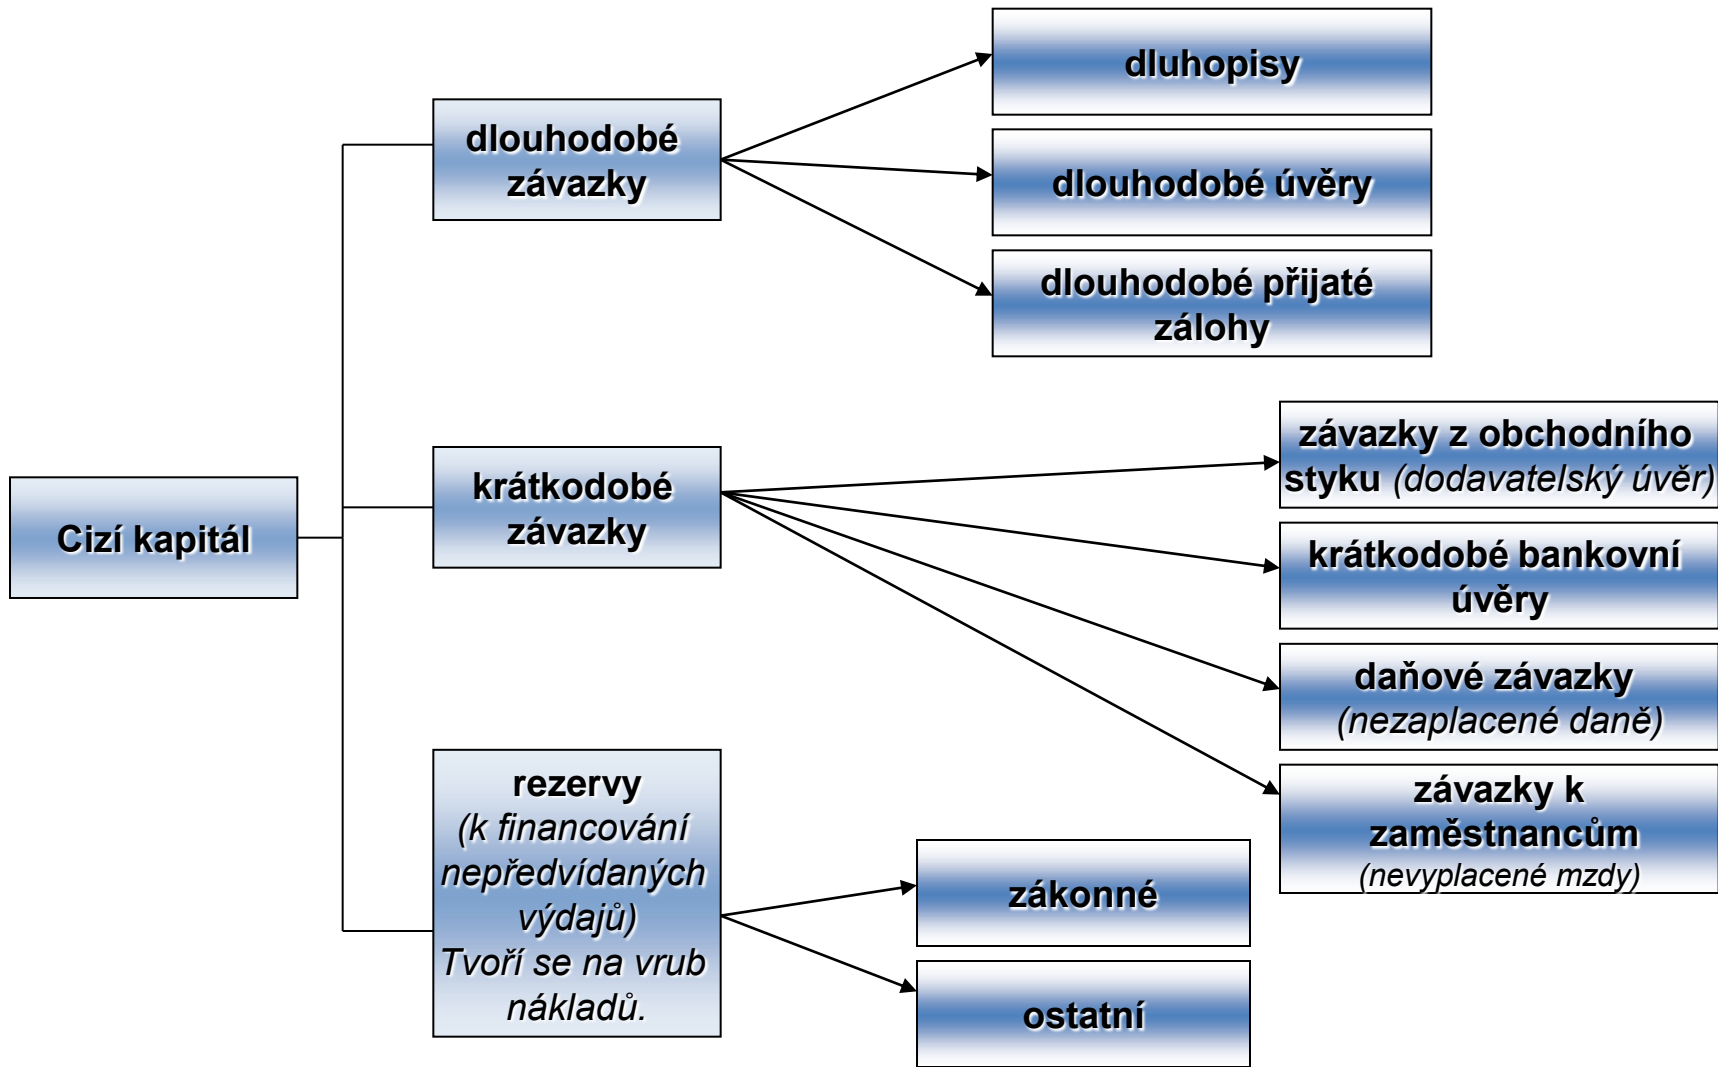 Cizí kapitál
dlouhodobé
závazky
dluhopisy
dlouhodobé úvěry
dlouhodobé přijaté
zálohy
krátkodobé
závazky
závazky z obchodního
styku (dodavatelský úvěr)
krátkodobé bankovní
úvěry
daňové závazky
(nezaplacené daně)
závazky k
zaměstnancům
(nevyplacené mzdy)
rezervy
(k financování
nepředvídaných
výdajů)
Tvoří se na vrub
nákladů.
zákonné
ostatní